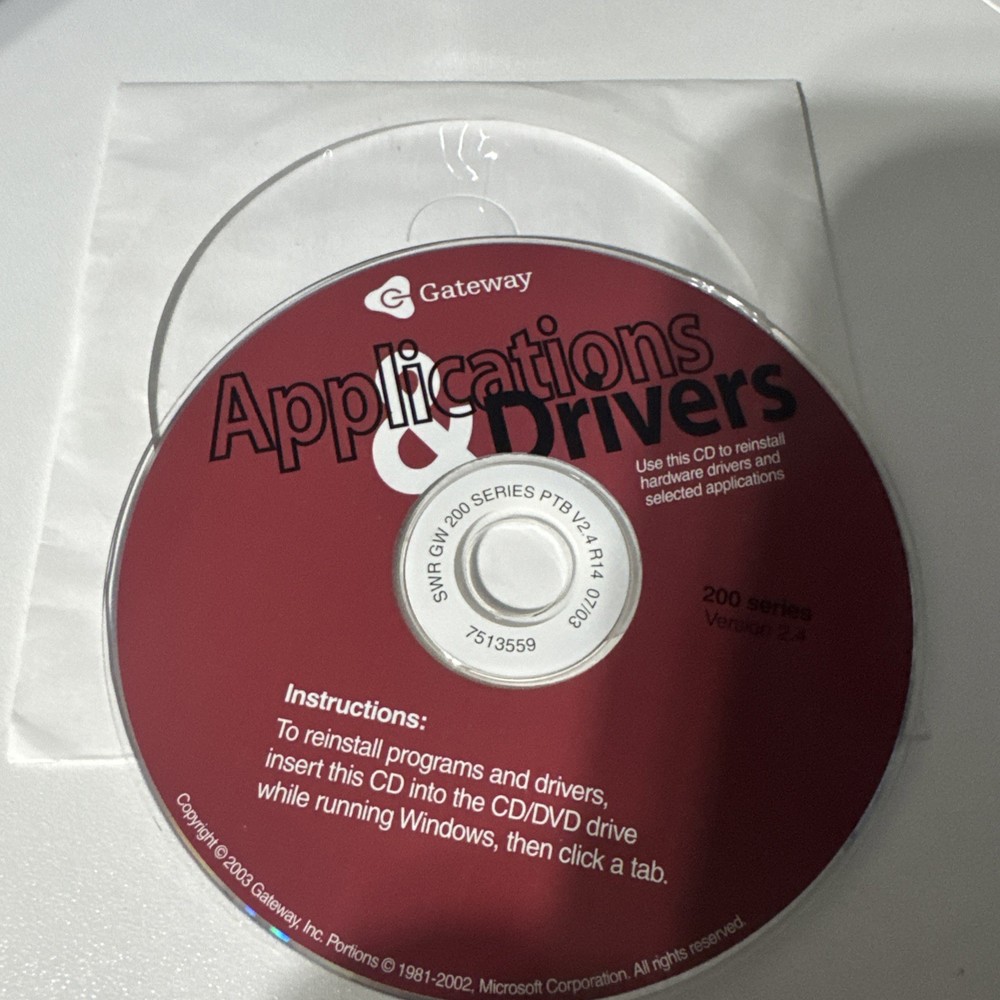 Gateway
Applications
& Drivers
Use this CD to reinstall
hardware drivers and
selected applications
SWR GW 200 SERIES PTB V2.4 R14 07/03
7513559
200 series
Version 2.4
Instructions:
To reinstall programs and drivers,
insert this CD into the CD/DVD drive
while running Windows, then click a tab.
Copyright © 2003 Gateway, Inc. Portions © 1981-2002, Microsoft Corporation. All rights reserved.